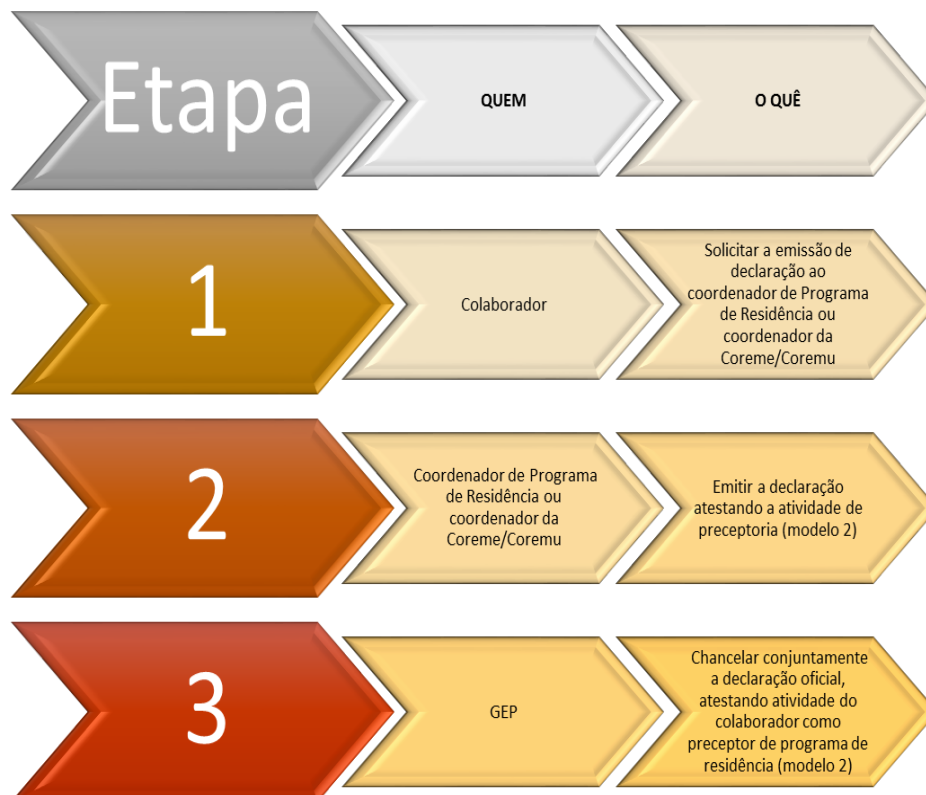 Etapa
QUEM
O QUÊ
1
Colaborador
Solicitar a emissão de
declaração ao
coordenador de Programa
de Residência ou
coordenador da
Coreme/Coremu
2
Coordenador de Programa
de Residência ou
coordenador da
Coreme/Coremu
Emitir a declaração
atestando a atividade de
preceptoria (modelo 2)
3
GEP
Chancelar conjuntamente
a declaração oficial,
atestando atividade do
colaborador como
preceptor de programa de
residência (modelo 2)